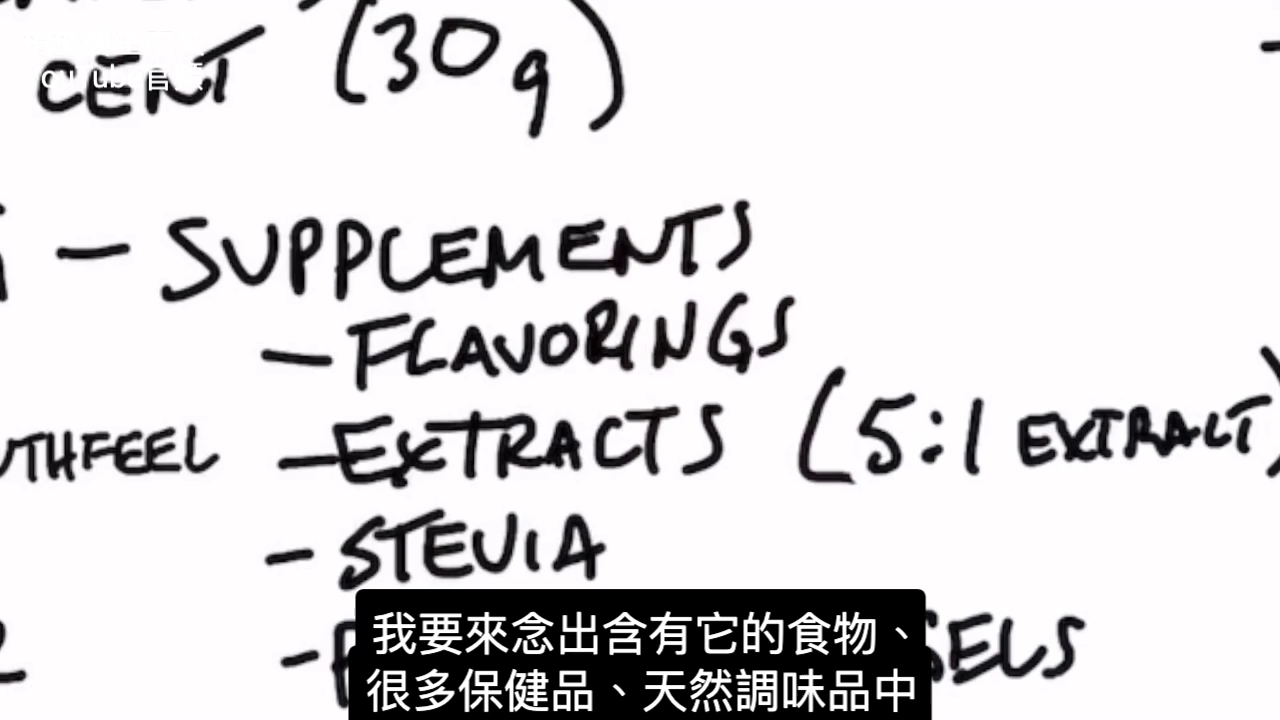 CENT (30g)
- SUPPLEMENTS
- FLAVORINGS
UTHFEEL - EXTRACTS (5:1 EXTRACT)
- STEVIA
SELS
我要來念出含有它的食物、
很多保健品、天然調味品中